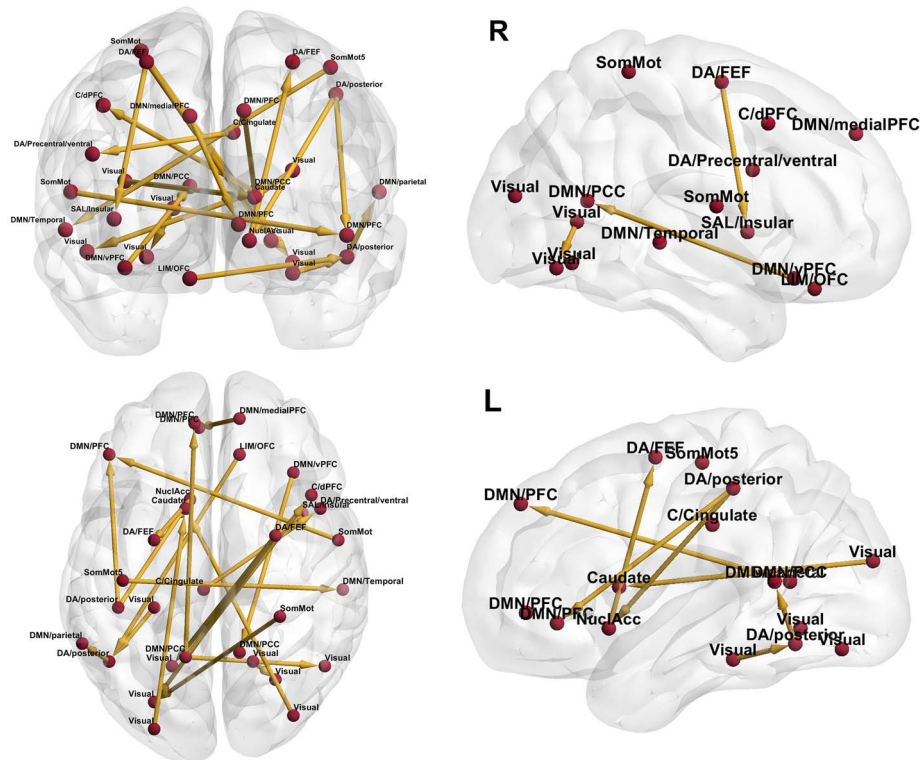 SomMot
DA/FEF
DA/FEF
SomMot5
DA/posterior
C/dPFC
DMN/medialPFC
DMN/PFC
C/Cingulate
DA/Precentral/ventral
Visual
Visual
DMN/PCC
DMN/PCC
Caudate
SomMot
DMN/parietal
Visual
SAL/Insular
DMN/Temporal
DMN/PFC
DMN/PFC
NuclAcc
Visual
Visual
Visual
DMN/vPFC
DA/posterior
Visual
LIM/OFC
Visual
R
SomMot
DA/FEF
C/dPFC
DMN/medialPFC
DA/Precentral/ventral
Visual
DMN/PCC
SomMot
Visual
SAL/Insular
DMN/Temporal
Visual
Visual
DMN/vPFC
LIM/OFC
DMN/PFC
DMN/PFC
DMN/medialPFC
DMN/PFC
LIM/OFC
DMN/vPFC
NuclAcc
Caudate
C/dPFC
DA/Precentral/ventral
SAL/Insular
DA/FEF
DA/FEF
SomMot
SomMot5
C/Cingulate
DMN/Temporal
DA/posterior
Visual
SomMot
DMN/parietal
DA/posterior
DMN/PCC
DMN/PCC
Visual
Visual
Visual
Visual
Visual
Visual
Visual
L
DA/FEF
SomMot5
DA/posterior
DMN/PFC
C/Cingulate
Visual
Caudate
DMN/PCC
DMN/PFC
DMN/PFC
NuclAcc
Visual
DA/posterior
Visual
Visual